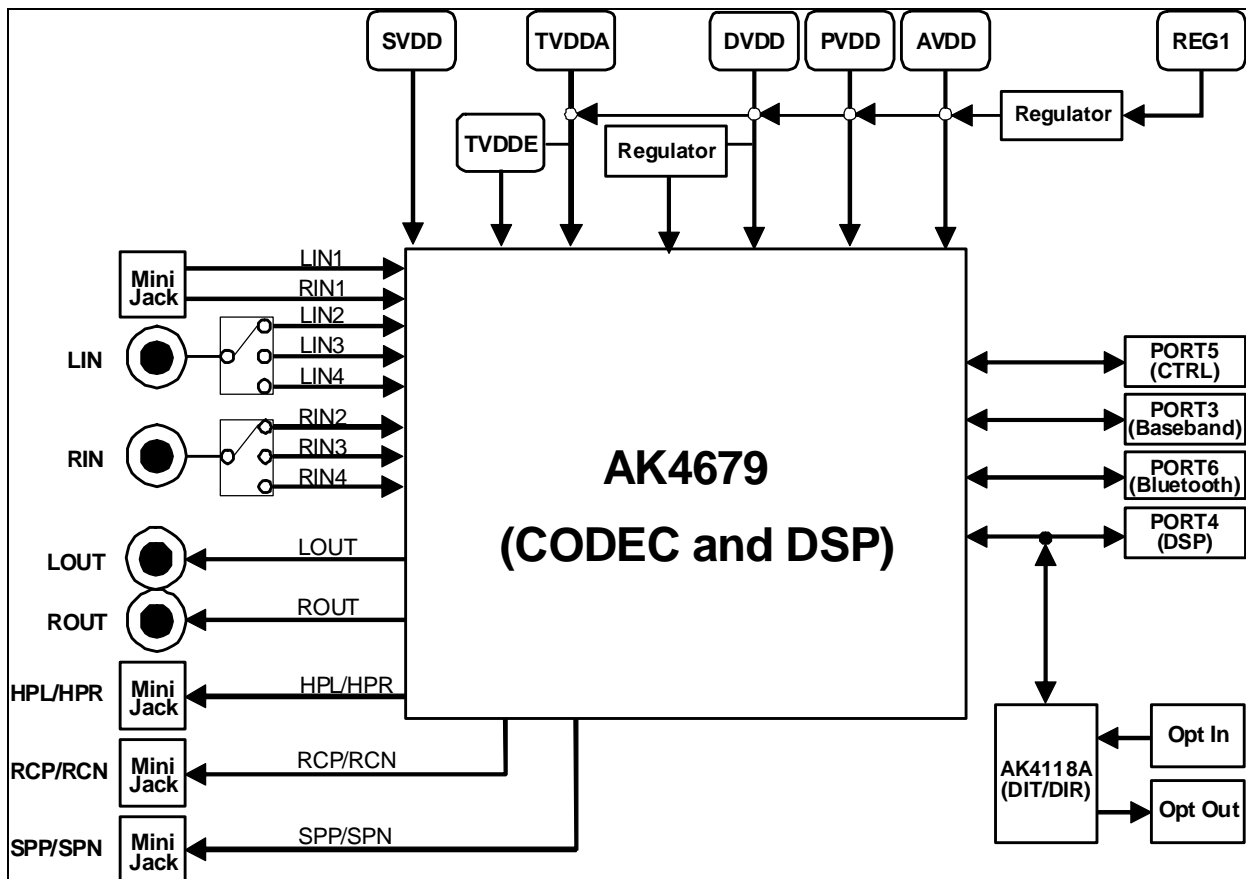 SVDD
TVDDA
DVDD
PVDD
AVDD
REG1
Regulator
TVDDE
Regulator
Mini
Jack
LIN1
RIN1
LIN
LIN2
LIN3
LIN4
RIN
RIN2
RIN3
RIN4
AK4679
(CODEC and DSP)
PORT5
(CTRL)
PORT3
(Baseband)
PORT6
(Bluetooth)
PORT4
(DSP)
LOUT
LOUT
ROUT
ROUT
HPL/HPR
Mini
Jack
HPL/HPR
RCP/RCN
Mini
Jack
RCP/RCN
SPP/SPN
Mini
Jack
SPP/SPN
AK4118A
(DIT/DIR)
Opt In
Opt Out